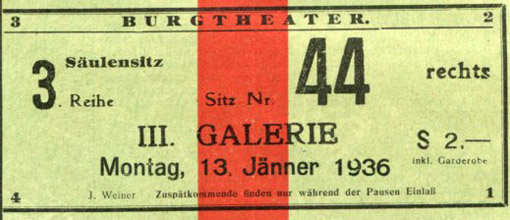 3 BURGTHEATER. 2
3. Reihe Säulensitz Sitz Nr. 44 rechts
III. GALERIE
S 2.—
inkl. Garderobe
Montag, 13. Jänner 1936
4 J. Weiner Zuspätkommende finden nur während der Pausen Einlaß 1